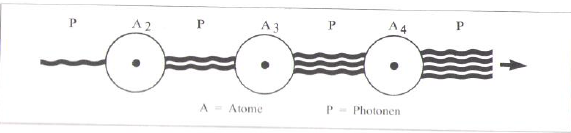 P A2 P A3 P A4 P
A = Atome P = Photonen